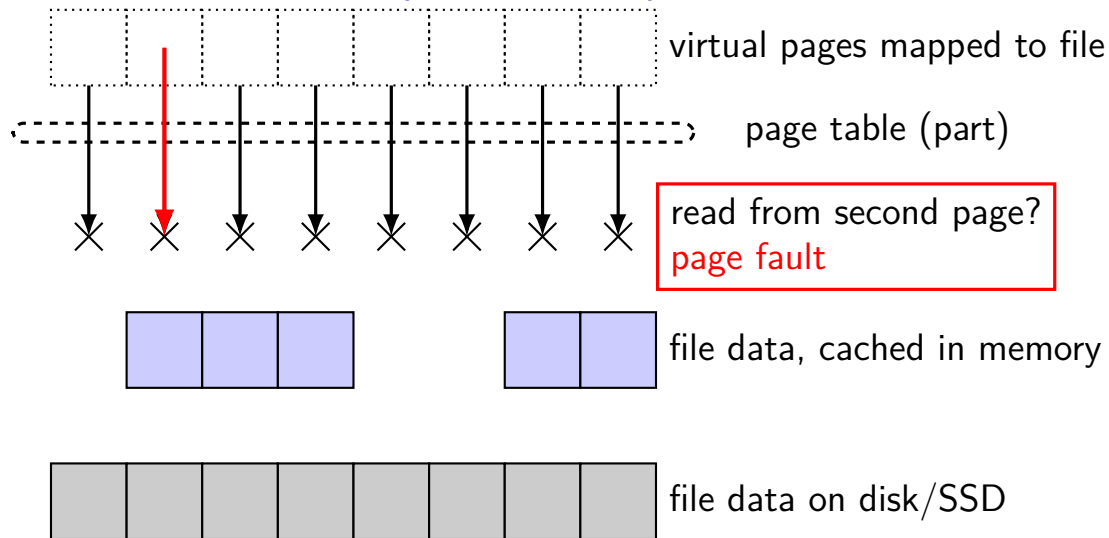 virtual pages mapped to file
page table (part)
read from second page?
page fault
file data, cached in memory
file data on disk/SSD